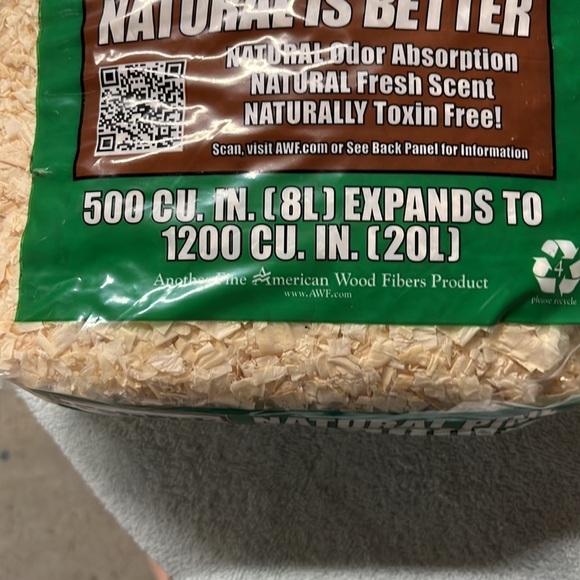 NATURAL IS BETTER
NATURAL Odor Absorption
NATURAL Fresh Scent
NATURALLY Toxin Free!
Scan, visit AWF.com or See Back Panel for Information
500 CU. IN. (8L) EXPANDS TO
1200 CU. IN. (20L)
Another Fine American Wood Fibers Product
www.AWF.com
4
please recycle
NATURAL